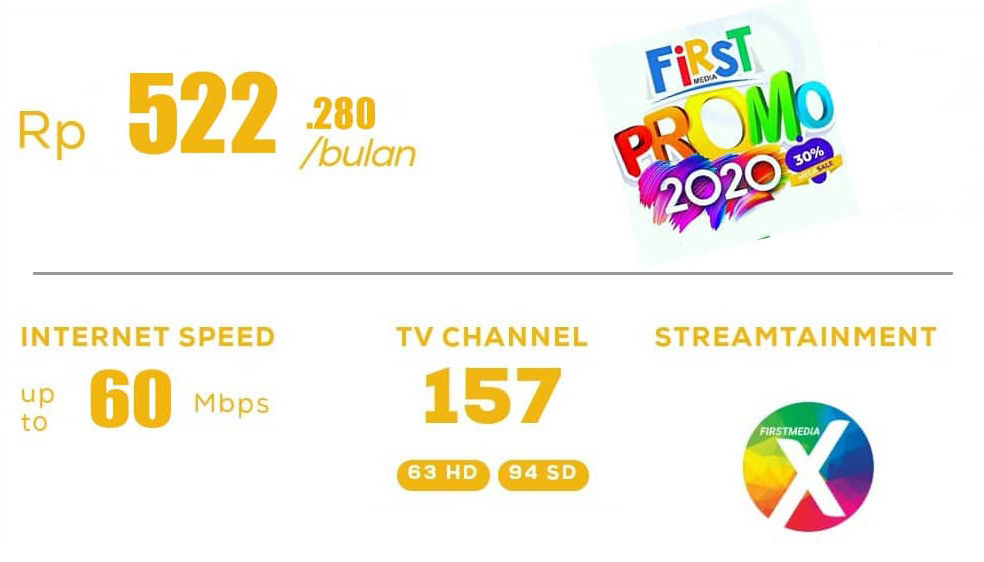 Rp 522.280
/bulan
FiRST
MEDIA
PROMO
2020
30%
MEGA SALE
INTERNET SPEED
up to 60 Mbps
TV CHANNEL
157
63 HD 94 SD
STREAMTAINMENT
FIRSTMEDIA
X